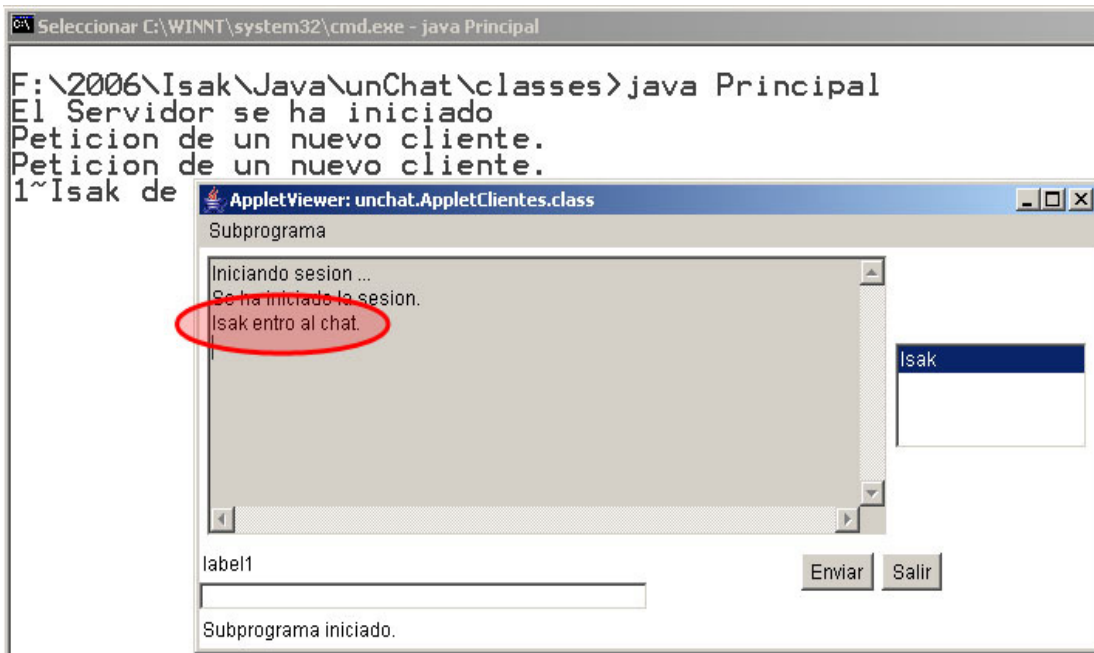 Seleccionar C:\WINNT\system32\cmd.exe - java Principal
F:\2006\Isak\Java\unChat\classes>java Principal
El Servidor se ha iniciado
Peticion de un nuevo cliente.
Peticion de un nuevo cliente.
1~Isak de
AppletViewer: unchat.AppletClientes.class
Subprograma
Iniciando sesion ...
Se ha iniciado la sesion.
Isak entro al chat.
Isak
label1
Enviar Salir
Subprograma iniciado.